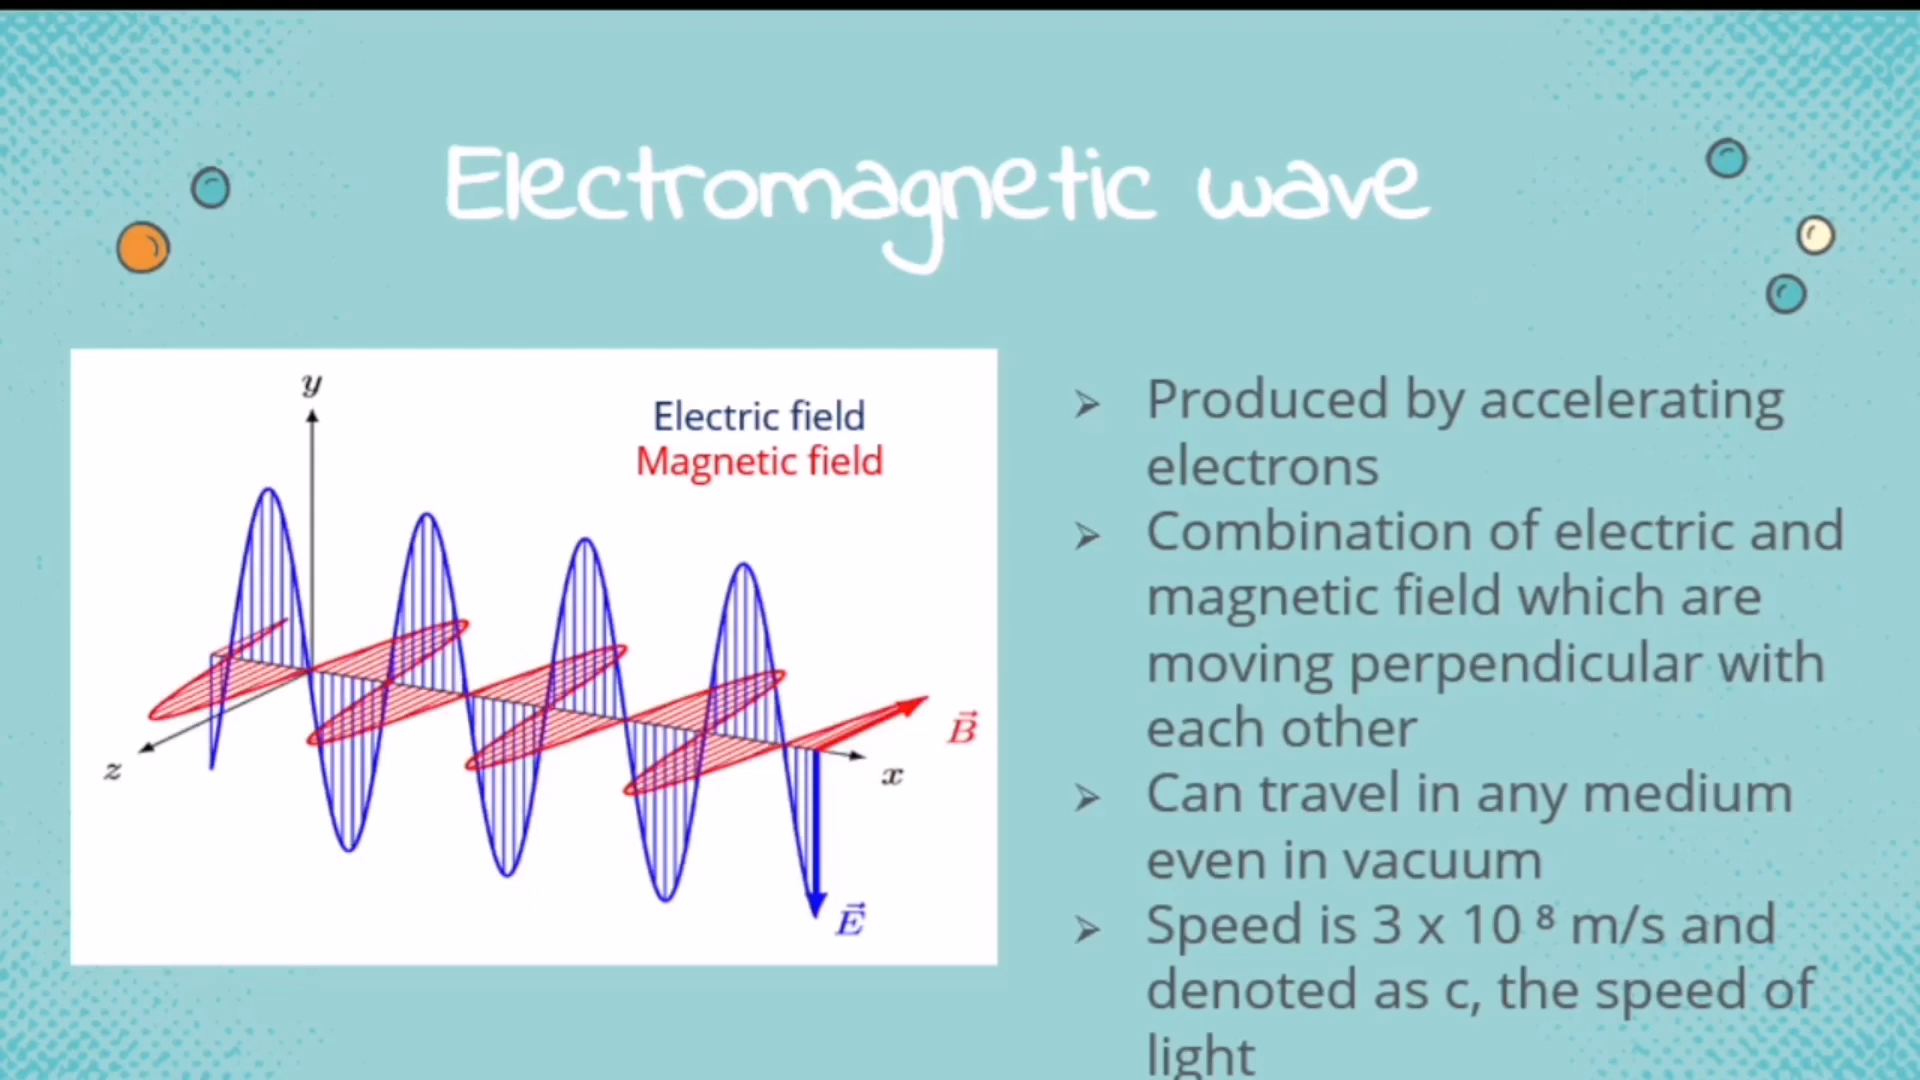 Electromagnetic wave
y
Electric field
Magnetic field
B⃗
z
x
E⃗
➢ Produced by accelerating
electrons
➢ Combination of electric and
magnetic field which are
moving perpendicular with
each other
➢ Can travel in any medium
even in vacuum
➢ Speed is 3 x 10 ⁸ m/s and
denoted as c, the speed of
light